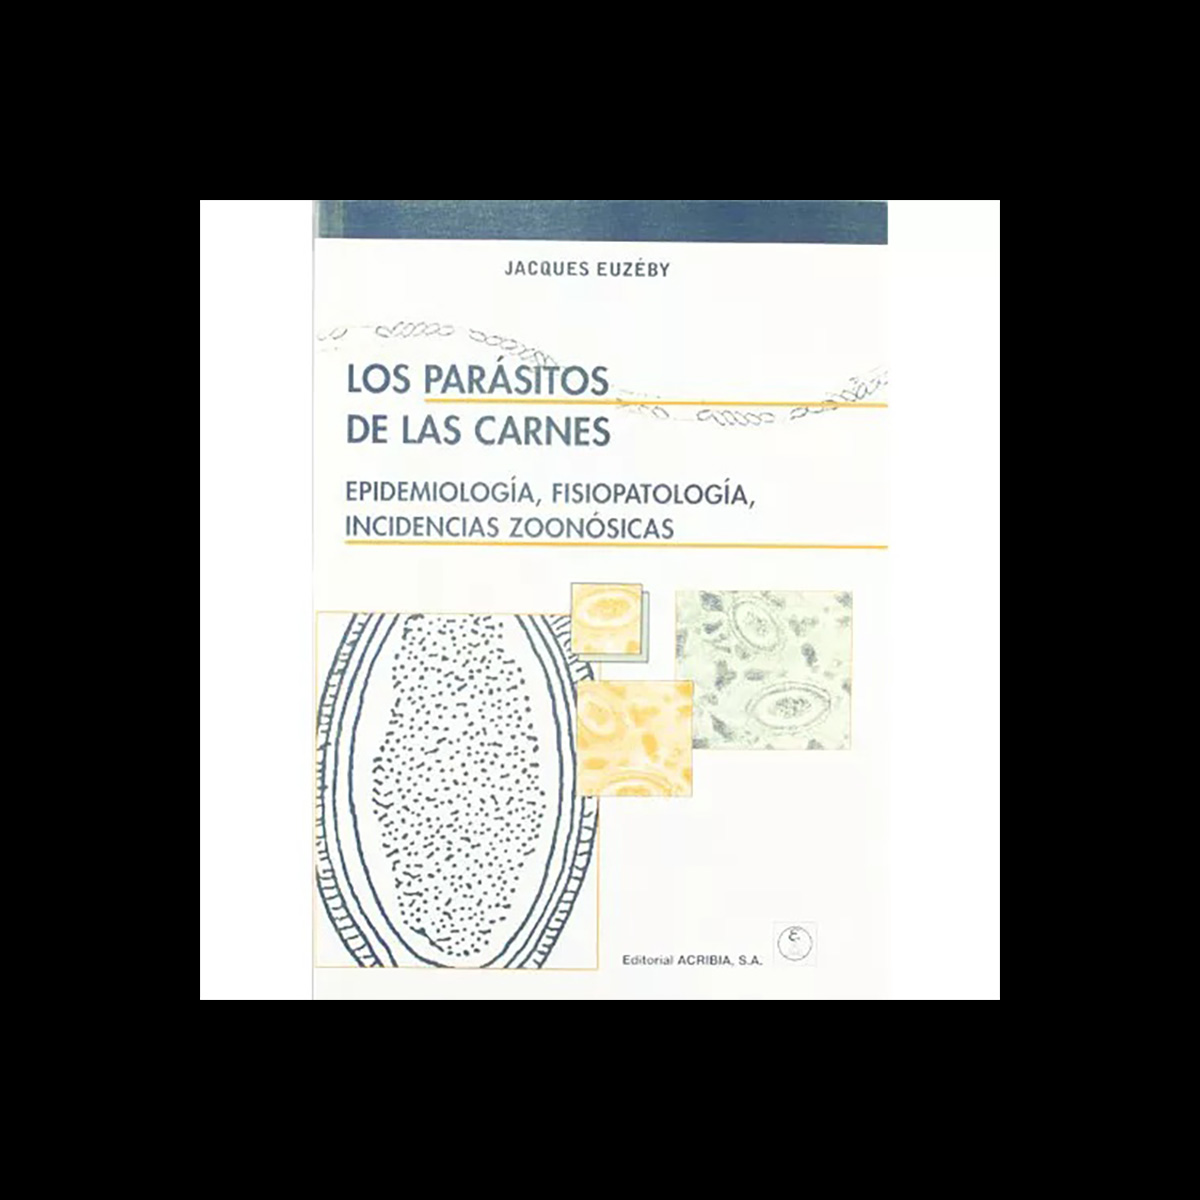 JACQUES EUZÉBY
LOS PARÁSITOS
DE LAS CARNES
EPIDEMIOLOGÍA, FISIOPATOLOGÍA,
INCIDENCIAS ZOONÓSICAS
Editorial ACRIBIA, S.A.